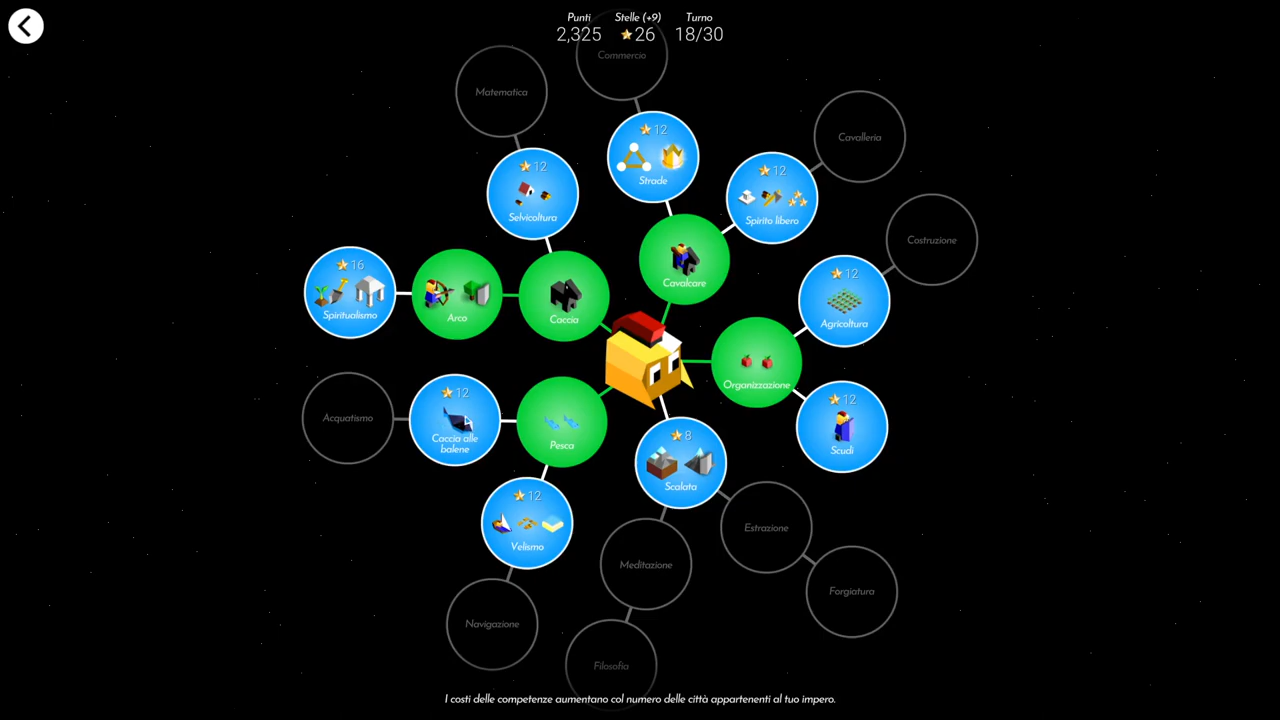 Punti
Stelle (+9)
Turno
2,325
26
18/30
Commercio
Matematica
12
Strade
Cavalleria
12
Selvicoltura
12
Spirito libero
Costruzione
16
Spiritualismo
Arco
Caccia
Cavalcare
12
Agricoltura
Organizzazione
Acquatismo
12
Caccia alle
balene
Pesca
12
Scudi
8
Scalata
12
Velismo
Estrazione
Meditazione
Forgiatura
Navigazione
Filosofia
I costi delle competenze aumentano col numero delle città appartenenti al tuo impero.